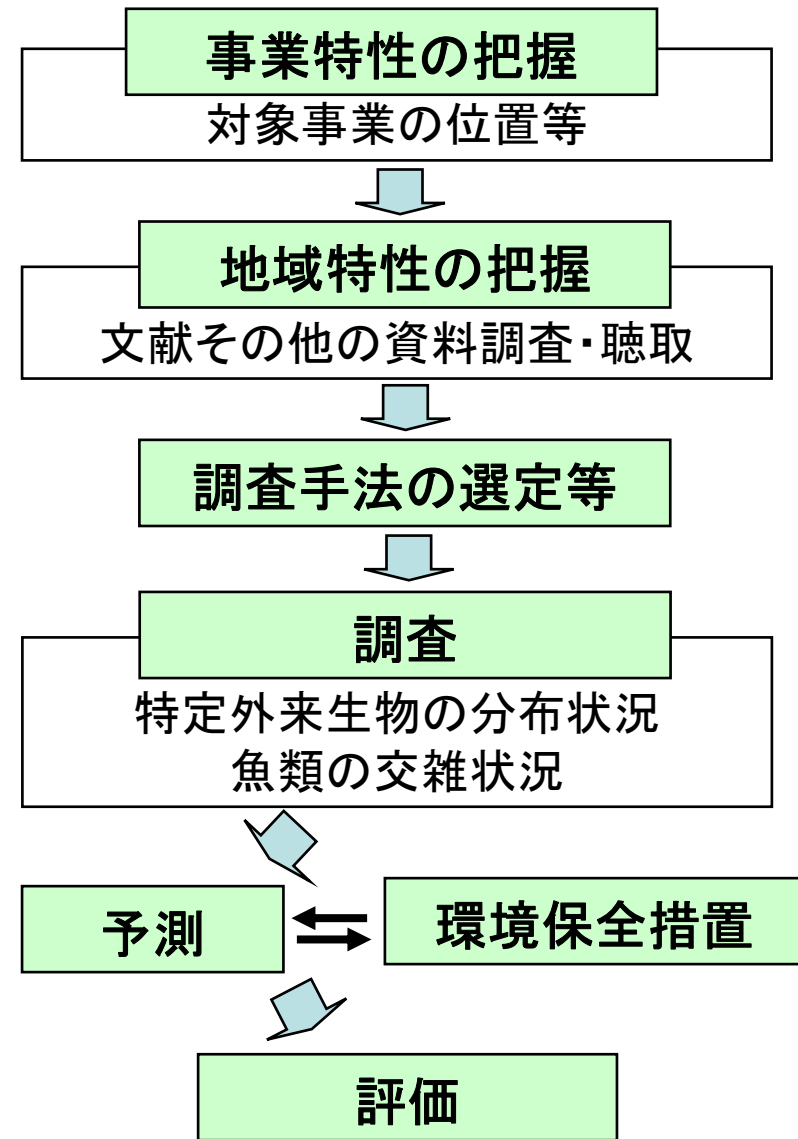 事業特性の把握
対象事業の位置等
地域特性の把握
文献その他の資料調査・聴取
調査手法の選定等
調査
特定外来生物の分布状況
魚類の交雑状況
予測
環境保全措置
評価